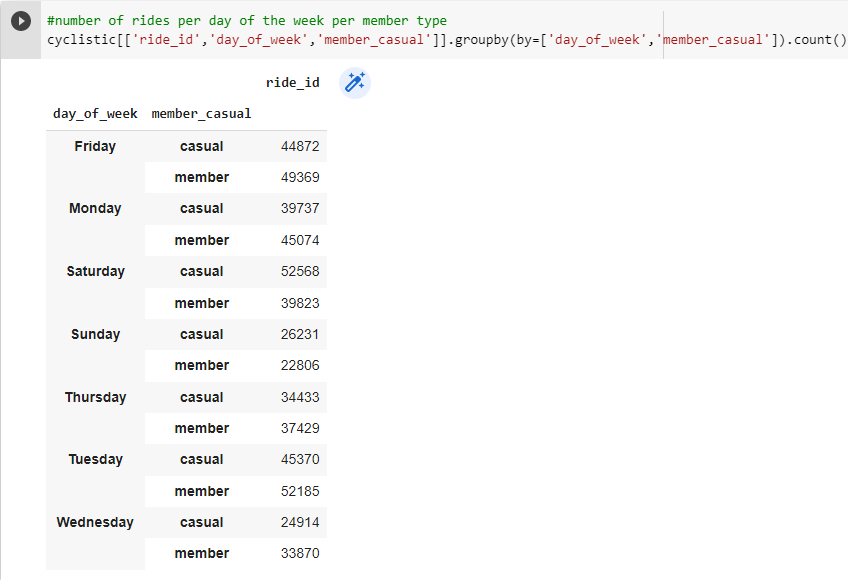 #number of rides per day of the week per member type
cyclistic[['ride_id','day_of_week','member_casual']].groupby(by=['day_of_week','member_casual']).count()
ride_id
day_of_week member_casual
Friday casual 44872
member 49369
Monday casual 39737
member 45074
Saturday casual 52568
member 39823
Sunday casual 26231
member 22806
Thursday casual 34433
member 37429
Tuesday casual 45370
member 52185
Wednesday casual 24914
member 33870